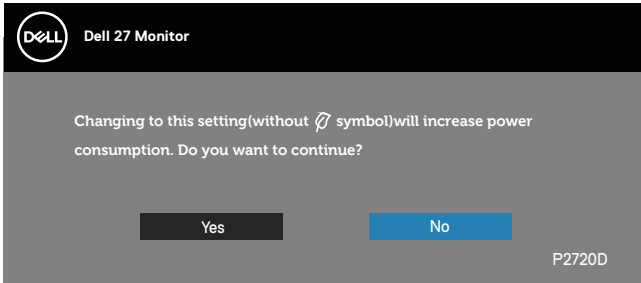 DELL
Dell 27 Monitor
Changing to this setting(without symbol)will increase power
consumption. Do you want to continue?
Yes
No
P2720D